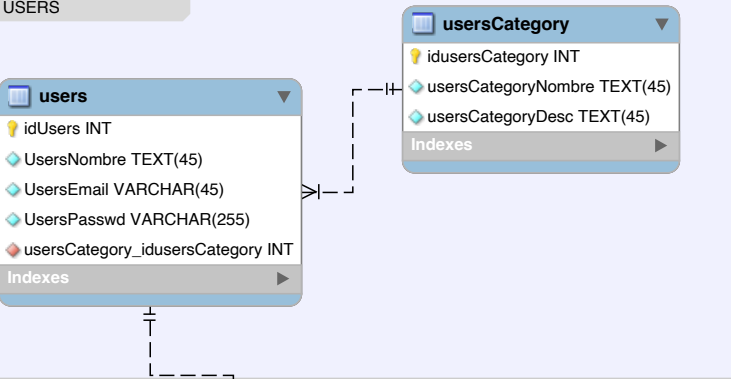 USERS
usersCategory
idusersCategory INT
usersCategoryNombre TEXT(45)
usersCategoryDesc TEXT(45)
Indexes
users
idUsers INT
UsersNombre TEXT(45)
UsersEmail VARCHAR(45)
UsersPasswd VARCHAR(255)
usersCategory_idusersCategory INT
Indexes